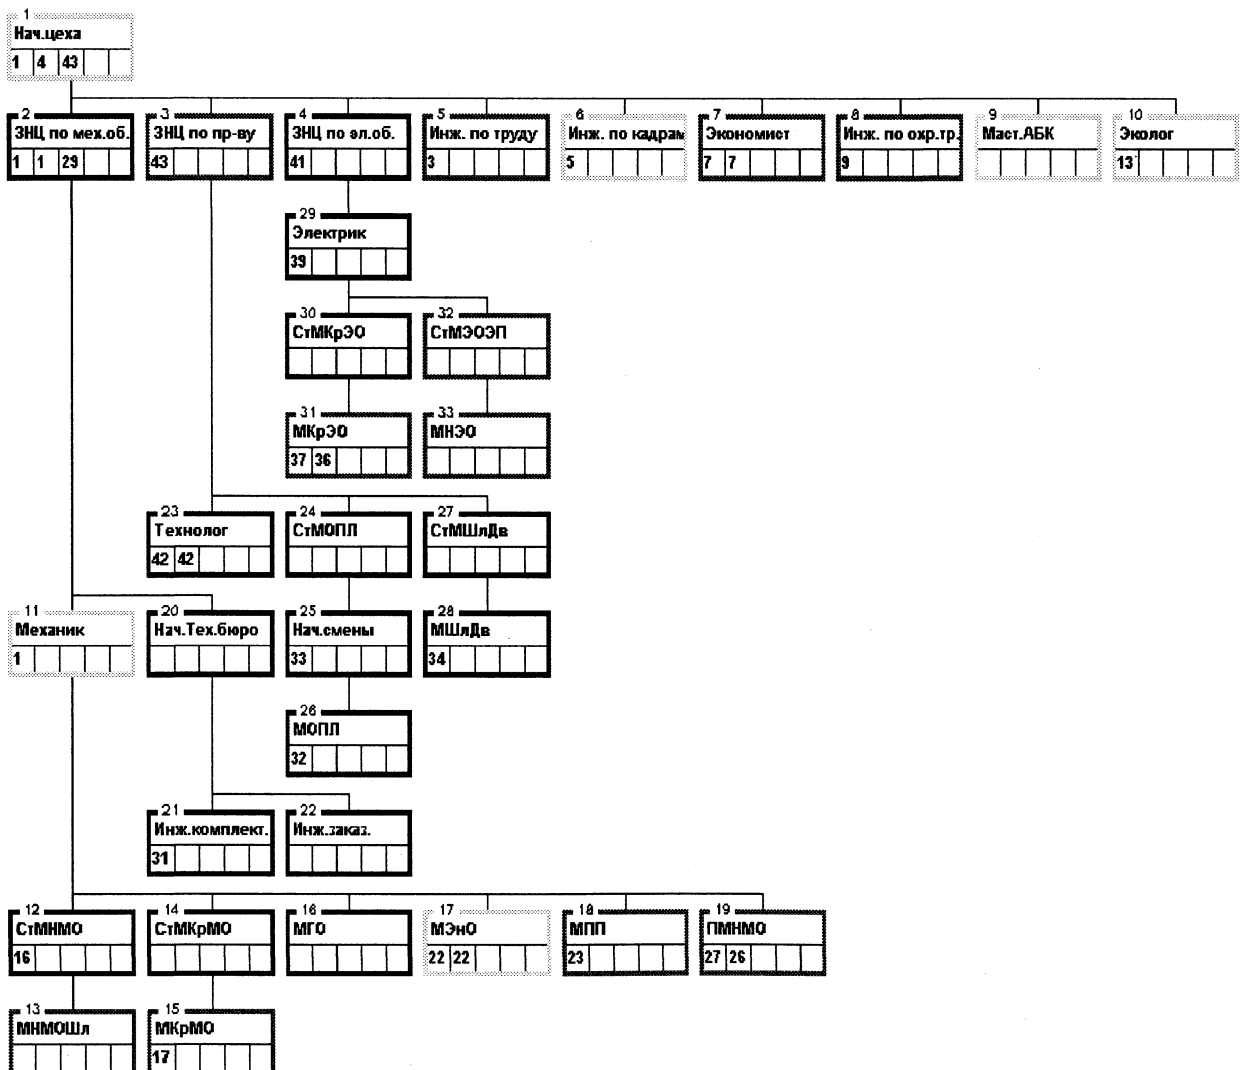 1
Нач.цеха
1 4 43
2 3 4 5 6 7 8 9 10
ЗНЦ по мех.об. ЗНЦ по пр-ву ЗНЦ по эл.об. Инж. по труду Инж. по кадрам Экономист Инж. по охр.тр. Маст.АБК Эколог
1 1 29 43 41 3 5 7 7 9 13
29
Электрик
39
30 32
СтМКрЭО СтМЭОЭП
31 33
МКрЭО МНЭО
37 36
23 24 27
Технолог СтМОПЛ СтМШлДв
42 42
11 20 25 28
Механик Нач.Тех.бюро Нач.смены МШлДв
1 33 34
26
МОПЛ
32
21 22
Инж.комплект. Инж.заказ.
31
12 14 16 17 18 19
СтМНМО СтМКрМО МГО МЭнО МПП ПМНМО
16 22 22 23 27 26
13 15
МНМОШл МКрМО
17